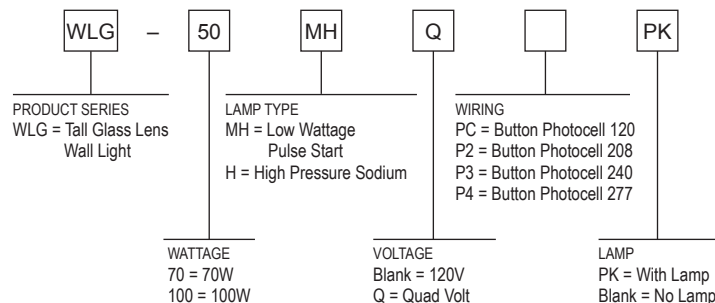 WLG – 50 MH Q PK
PRODUCT SERIES
WLG = Tall Glass Lens
Wall Light
LAMP TYPE
MH = Low Wattage
Pulse Start
H = High Pressure Sodium
WIRING
PC = Button Photocell 120
P2 = Button Photocell 208
P3 = Button Photocell 240
P4 = Button Photocell 277
WATTAGE
70 = 70W
100 = 100W
VOLTAGE
Blank = 120V
Q = Quad Volt
LAMP
PK = With Lamp
Blank = No Lamp